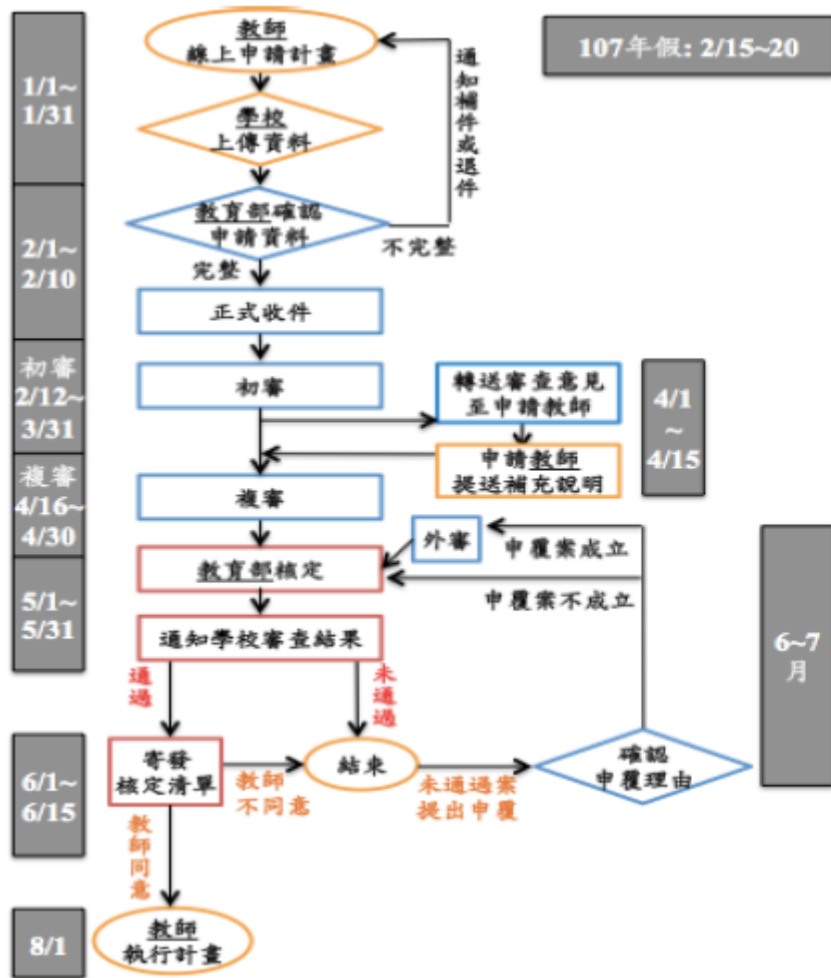 教師
線上申請計畫
107年假: 2/15~20
通知補件或退件
1/1~
1/31
學校
上傳資料
教育部確認
申請資料
不完整
完整
2/1~
2/10
正式收件
初審
2/12~
3/31
初審
轉送審查意見
至申請教師
4/1
~
4/15
申請教師
提送補充說明
複審
4/16~
4/30
複審
外審
申覆案成立
教育部核定
申覆案不成立
5/1~
5/31
通知學校審查結果
6~7
月
通過
未通過
6/1~
6/15
寄發
核定清單
教師
不同意
結束
未通過案
提出申覆
確認
申覆理由
教師同意
8/1
教師
執行計畫